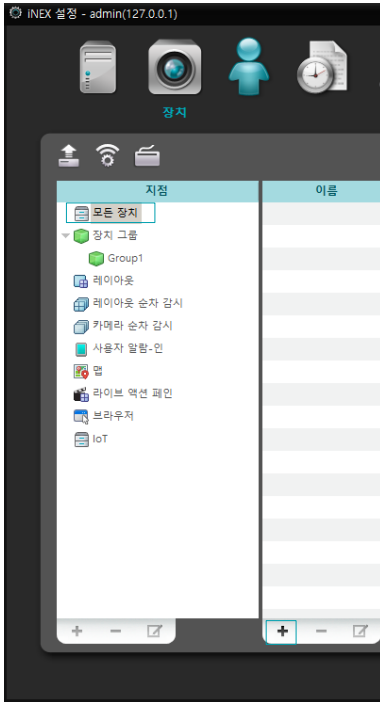 iNEX 설정 - admin(127.0.0.1)
장치
지점
이름
모든 장치
장치 그룹
Group1
레이아웃
레이아웃 순차 감시
카메라 순차 감시
사용자 알람-인
맵
라이브 액션 페인
브라우저
IoT